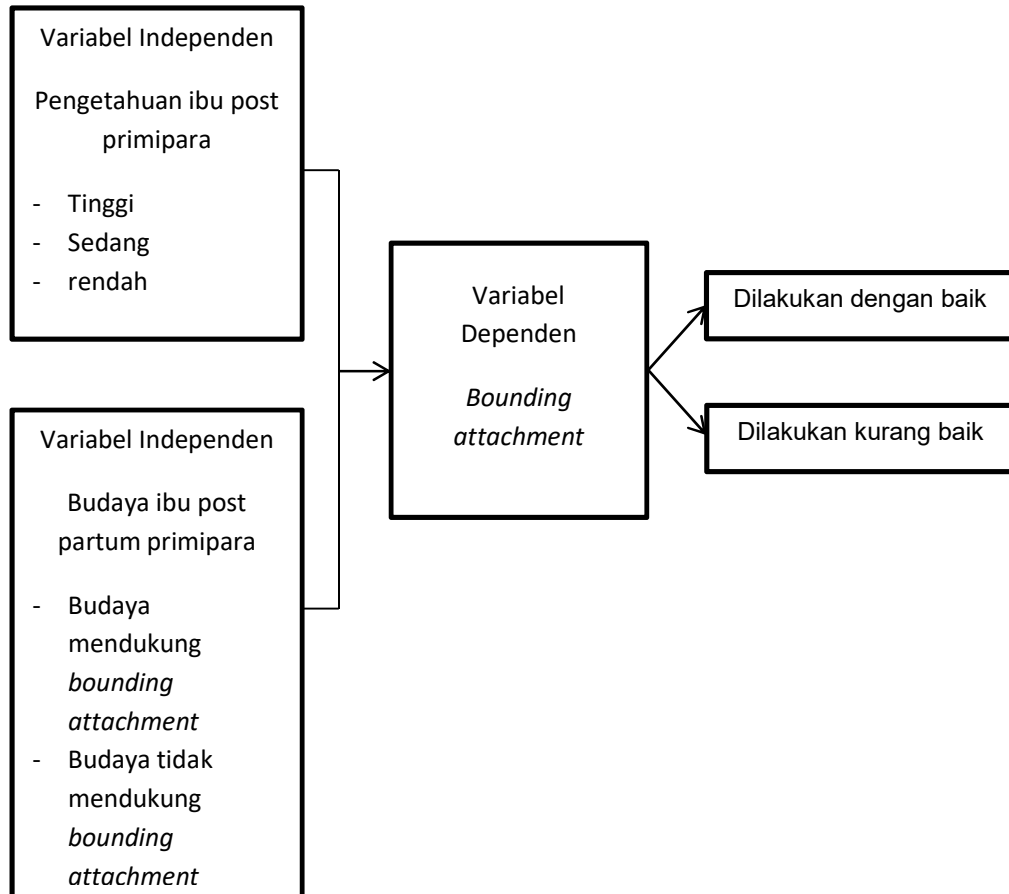 Variabel Independen
Pengetahuan ibu post
primipara
- Tinggi
- Sedang
- rendah
Variabel Independen
Budaya ibu post
partum primipara
- Budaya
mendukung
bounding
attachment
- Budaya tidak
mendukung
bounding
attachment
Variabel
Dependen
Bounding
attachment
Dilakukan dengan baik
Dilakukan kurang baik